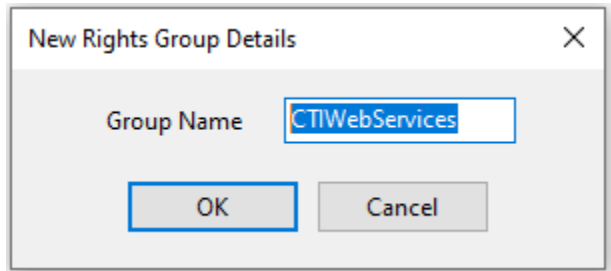 New Rights Group Details
Group Name CTIWebServices
OK Cancel